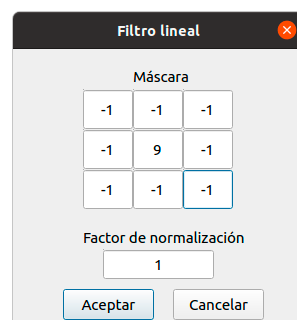 Filtro lineal
Máscara
-1 -1 -1
-1 9 -1
-1 -1 -1
Factor de normalización
1
Aceptar Cancelar